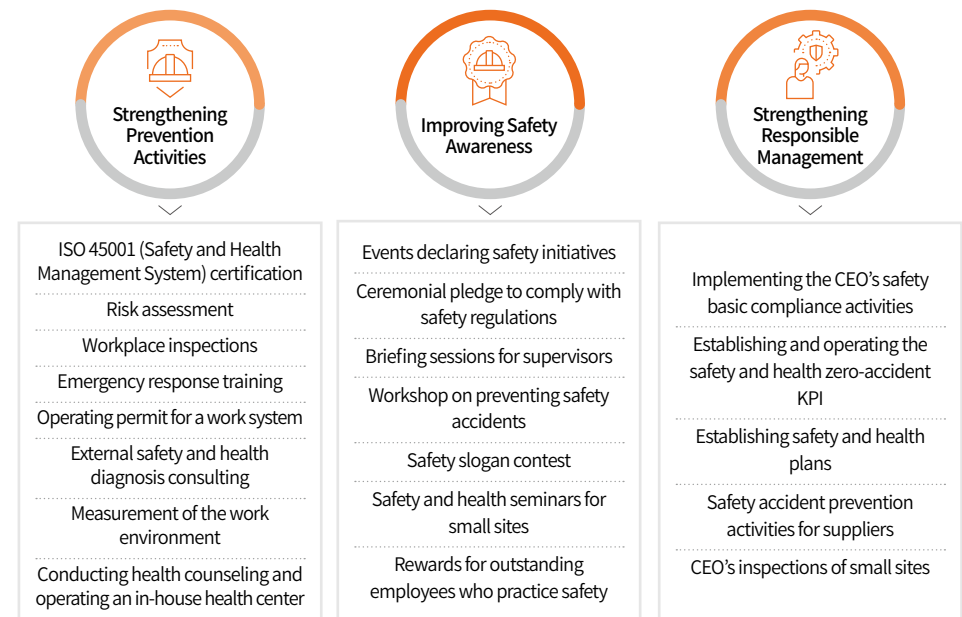 Strengthening
Prevention
Activities
ISO 45001 (Safety and Health
Management System) certification
Risk assessment
Workplace inspections
Emergency response training
Operating permit for a work system
External safety and health
diagnosis consulting
Measurement of the work
environment
Conducting health counseling and
operating an in-house health center
Improving Safety
Awareness
Events declaring safety initiatives
Ceremonial pledge to comply with
safety regulations
Briefing sessions for supervisors
Workshop on preventing safety
accidents
Safety slogan contest
Safety and health seminars for
small sites
Rewards for outstanding
employees who practice safety
Strengthening
Responsible
Management
Implementing the CEO’s safety
basic compliance activities
Establishing and operating the
safety and health zero-accident
KPI
Establishing safety and health
plans
Safety accident prevention
activities for suppliers
CEO’s inspections of small sites